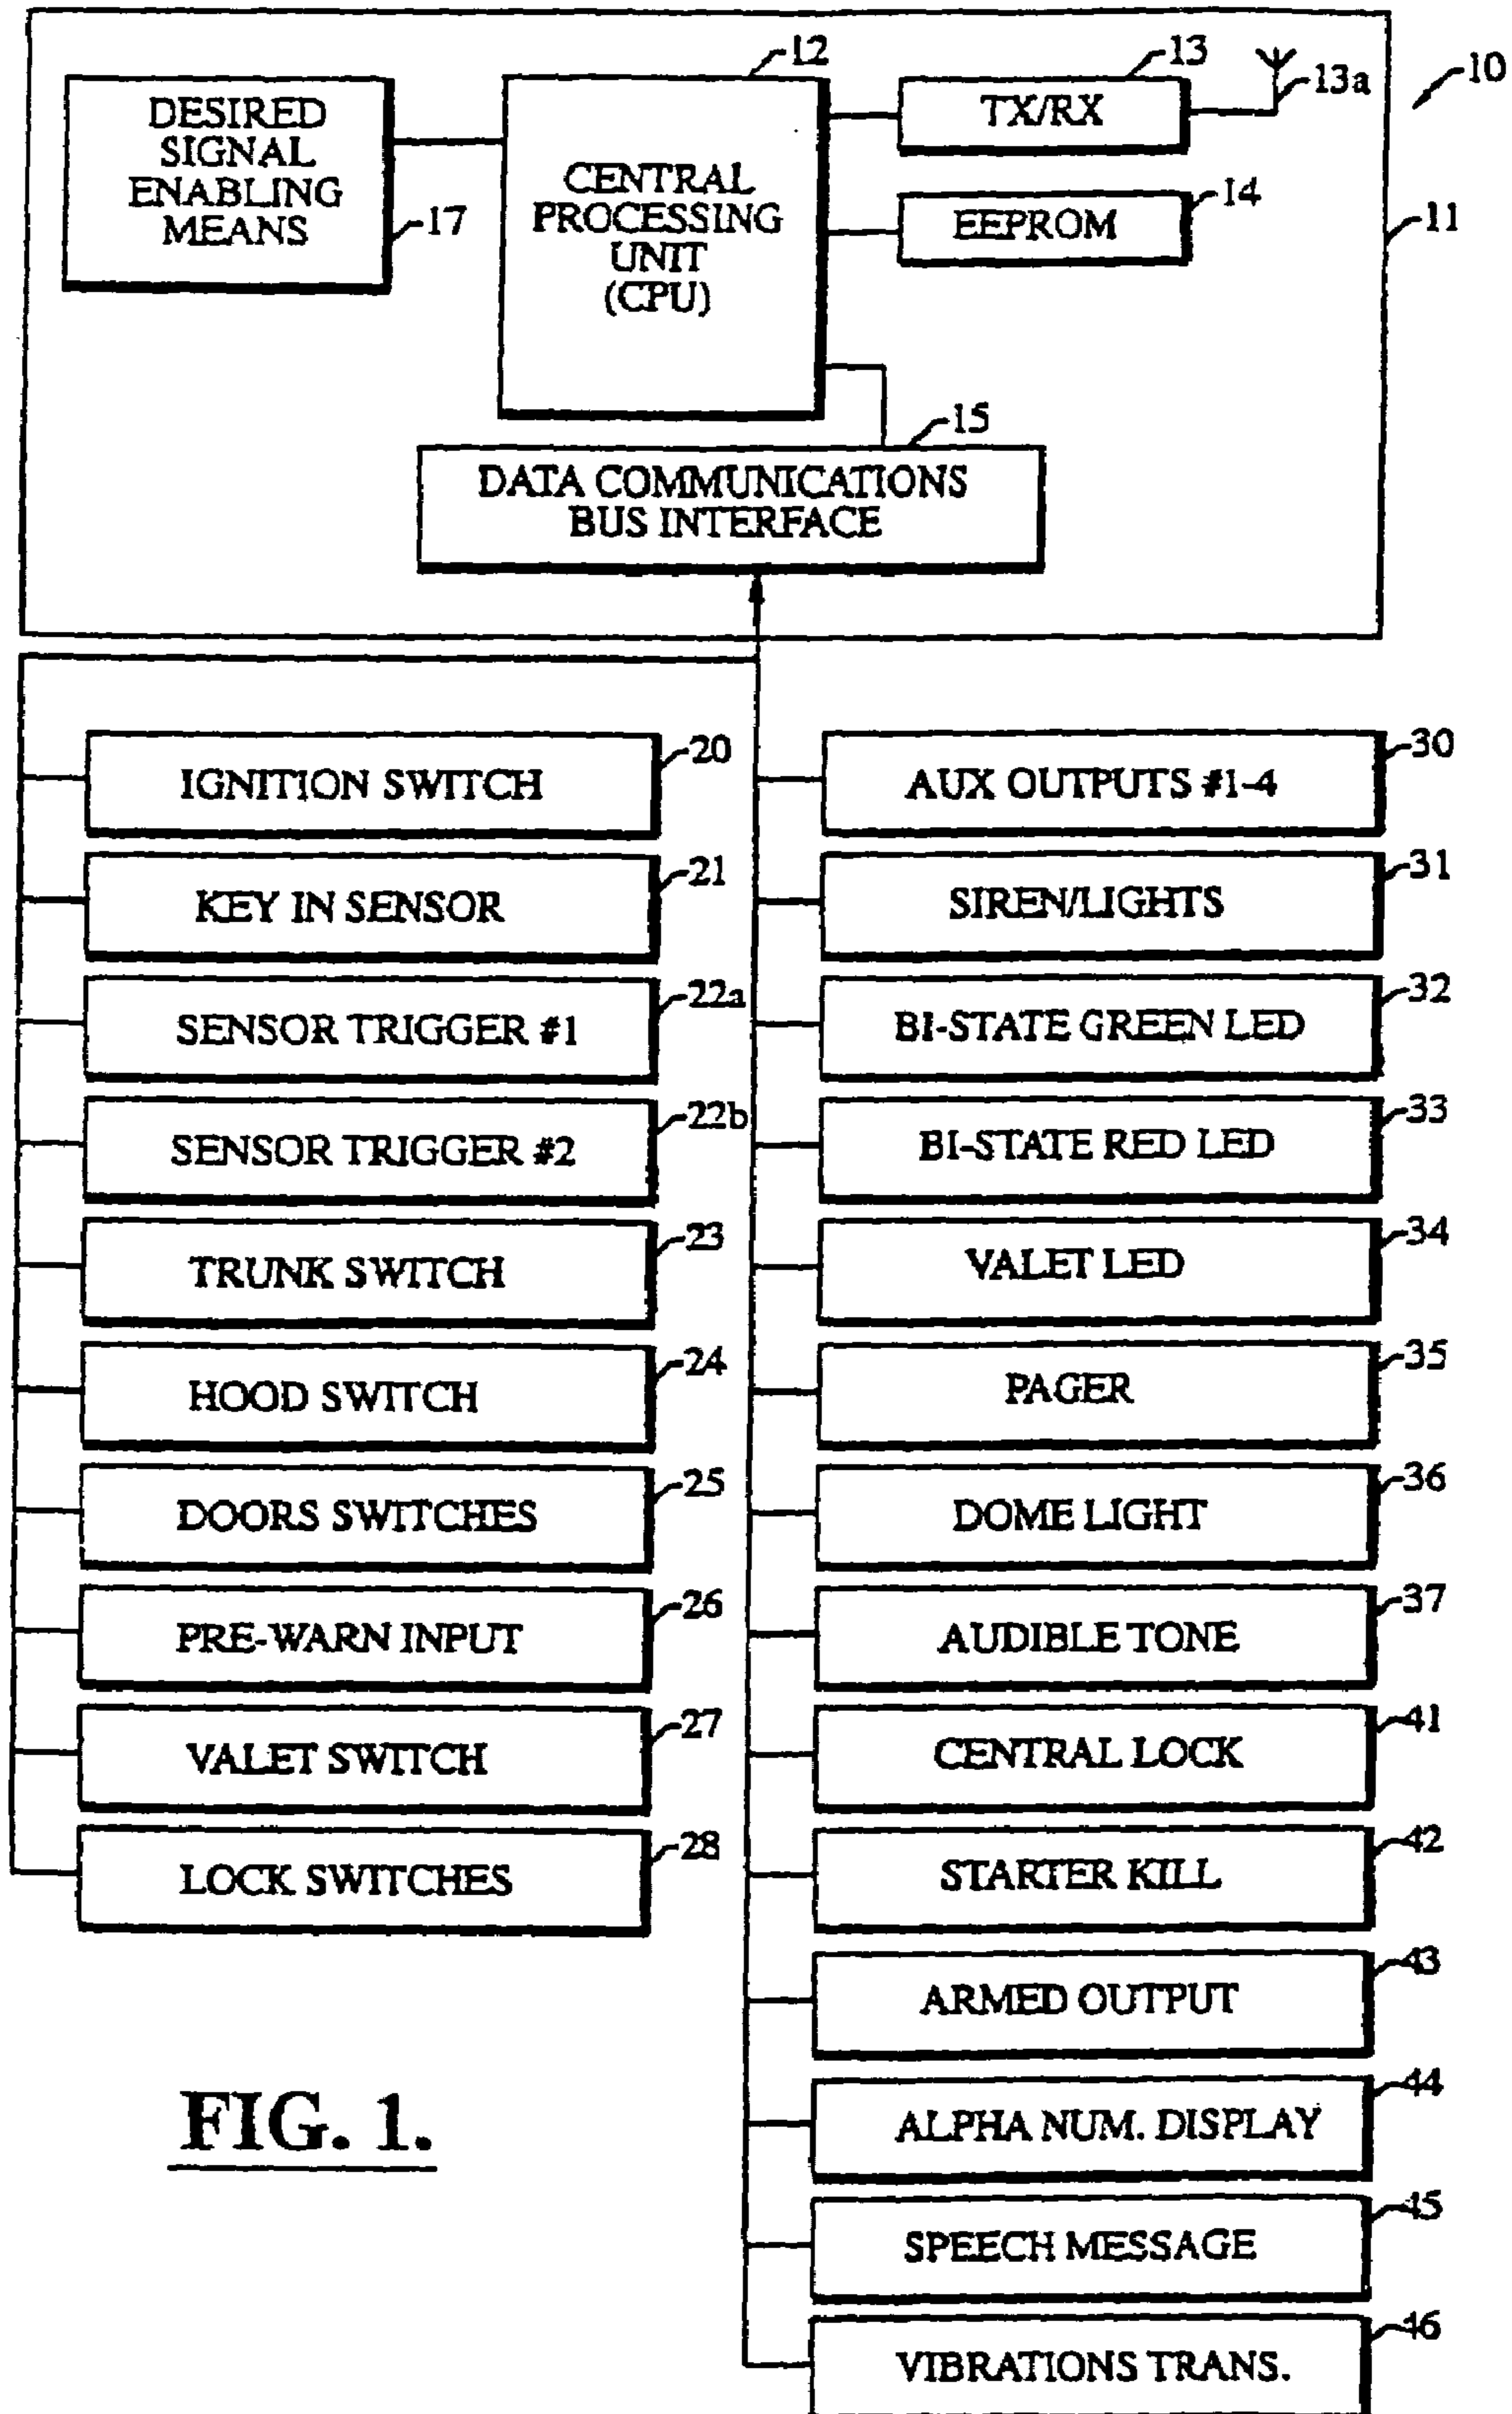 12
13
13a
10
DESIRED
SIGNAL
ENABLING
MEANS
17
CENTRAL
PROCESSING
UNIT
(CPU)
TX/RX
EEPROM
14
11
15
DATA COMMUNICATIONS
BUS INTERFACE
IGNITION SWITCH
20
KEY IN SENSOR
21
SENSOR TRIGGER #1
22a
SENSOR TRIGGER #2
22b
TRUNK SWITCH
23
HOOD SWITCH
24
DOORS SWITCHES
25
PRE-WARN INPUT
26
VALET SWITCH
27
LOCK SWITCHES
28
AUX OUTPUTS #1-4
30
SIREN/LIGHTS
31
BI-STATE GREEN LED
32
BI-STATE RED LED
33
VALET LED
34
PAGER
35
DOME LIGHT
36
AUDIBLE TONE
37
CENTRAL LOCK
41
STARTER KILL
42
ARMED OUTPUT
43
ALPHA NUM. DISPLAY
44
SPEECH MESSAGE
45
VIBRATIONS TRANS.
46
FIG. 1.